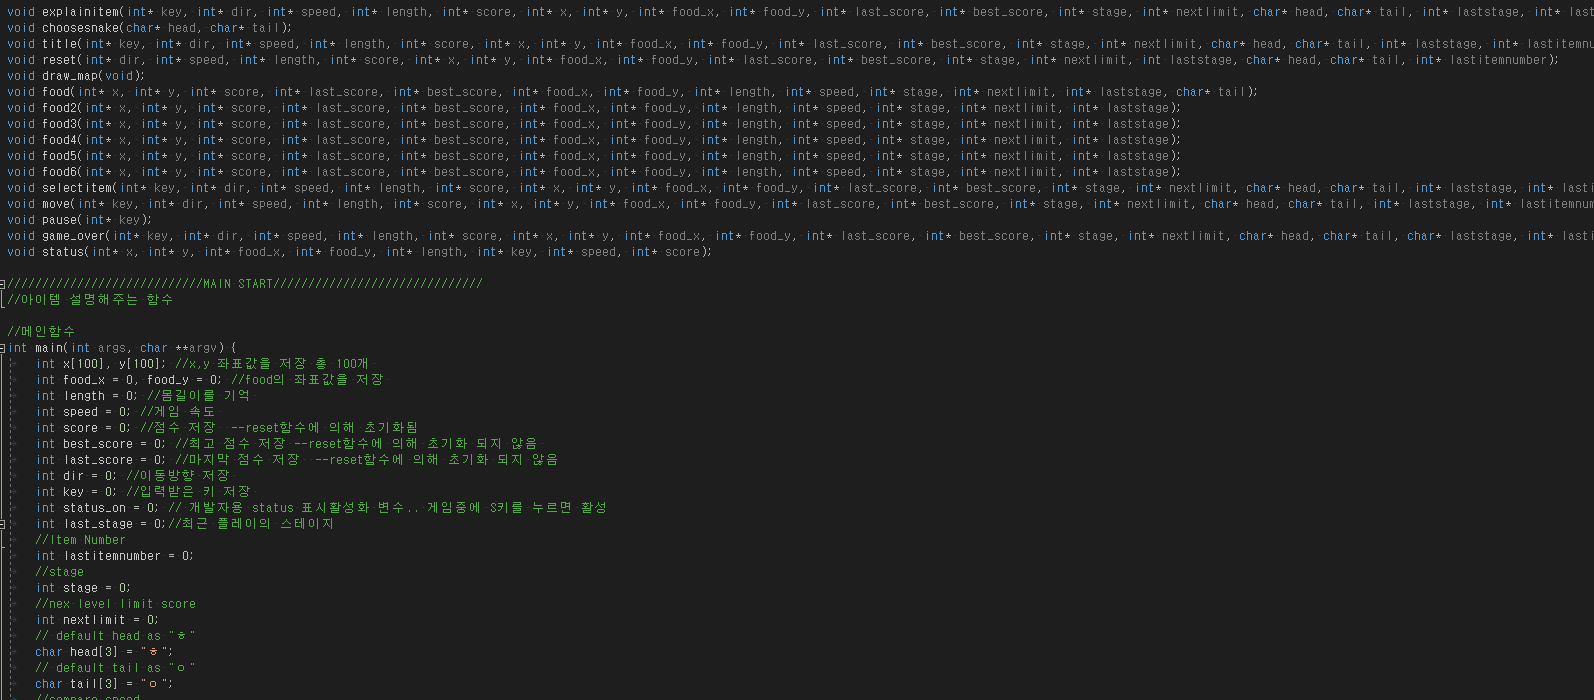 void explainitem(int* key, int* dir, int* speed, int* length, int* score, int* x, int* y, int* food_x, int* food_y, int* last_score, int* best_score, int* stage, int* nextlimit, char* head, char* tail, int* laststage, int* last
void choosesnake(char* head, char* tail);
void title(int* key, int* dir, int* speed, int* length, int* score, int* x, int* y, int* food_x, int* food_y, int* last_score, int* best_score, int* stage, int* nextlimit, char* head, char* tail, int* laststage, int* lastitemnu
void reset(int* dir, int* speed, int* length, int* score, int* x, int* y, int* food_x, int* food_y, int* last_score, int* best_score, int* stage, int* nextlimit, int* laststage, char* head, char* tail, int* lastitemnumber);
void draw_map(void);
void food(int* x, int* y, int* score, int* last_score, int* best_score, int* food_x, int* food_y, int* length, int* speed, int* stage, int* nextlimit, int* laststage, char* tail);
void food2(int* x, int* y, int* score, int* last_score, int* best_score, int* food_x, int* food_y, int* length, int* speed, int* stage, int* nextlimit, int* laststage);
void food3(int* x, int* y, int* score, int* last_score, int* best_score, int* food_x, int* food_y, int* length, int* speed, int* stage, int* nextlimit, int* laststage);
void food4(int* x, int* y, int* score, int* last_score, int* best_score, int* food_x, int* food_y, int* length, int* speed, int* stage, int* nextlimit, int* laststage);
void food5(int* x, int* y, int* score, int* last_score, int* best_score, int* food_x, int* food_y, int* length, int* speed, int* stage, int* nextlimit, int* laststage);
void food6(int* x, int* y, int* score, int* last_score, int* best_score, int* food_x, int* food_y, int* length, int* speed, int* stage, int* nextlimit, int* laststage);
void selectitem(int* key, int* dir, int* speed, int* length, int* score, int* x, int* y, int* food_x, int* food_y, int* last_score, int* best_score, int* stage, int* nextlimit, char* head, char* tail, int* laststage, int* lasti
void move(int* key, int* dir, int* speed, int* length, int* score, int* x, int* y, int* food_x, int* food_y, int* last_score, int* best_score, int* stage, int* nextlimit, char* head, char* tail, int* laststage, int* lastitemnum
void pause(int* key);
void game_over(int* key, int* dir, int* speed, int* length, int* score, int* x, int* y, int* food_x, int* food_y, int* last_score, int* best_score, int* stage, int* nextlimit, char* head, char* tail, char* laststage, int* lasti
void status(int* x, int* y, int* food_x, int* food_y, int* length, int* key, int* speed, int* score);
////////////////////////////MAIN START//////////////////////////////
//아이템 설명해주는 함수
//메인함수
int main(int args, char **argv) {
int x[100], y[100]; //x,y 좌표값을 저장 총 100개
int food_x = 0, food_y = 0; //food의 좌표값을 저장
int length = 0; //몸길이를 기억
int speed = 0; //게임 속도
int score = 0; //점수 저장 --reset함수에 의해 초기화됨
int best_score = 0; //최고 점수 저장 --reset함수에 의해 초기화 되지 않음
int last_score = 0; //마지막 점수 저장 --reset함수에 의해 초기화 되지 않음
int dir = 0; //이동방향 저장
int key = 0; //입력받은 키 저장
int status_on = 0; // 개발자용 status 표시활성화 변수.. 게임중에 S키를 누르면 활성
int last_stage = 0;//최근 플레이의 스테이지
//Item Number
int lastitemnumber = 0;
//stage
int stage = 0;
//nex level limit score
int nextlimit = 0;
// default head as "ㅎ"
char head[3] = "ㅎ";
// default tail as "ㅇ"
char tail[3] = "ㅇ";
//compare speed